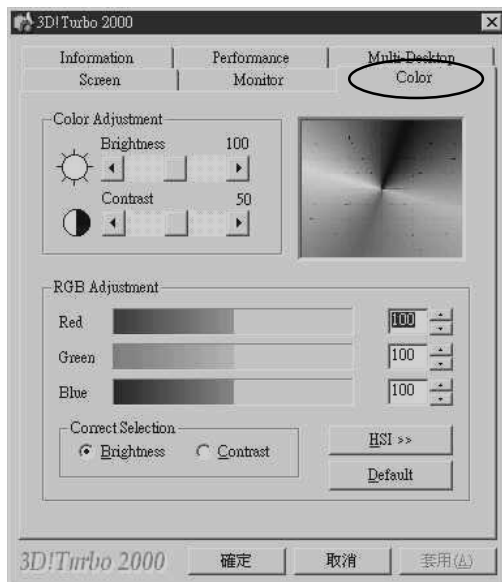 3D!Turbo 2000
Information Performance Multi-Desktop
Screen Monitor Color
Color Adjustment
Brightness 100
Contrast 50
RGB Adjustment
Red 100
Green 100
Blue 100
Correct Selection
Brightness Contrast
HSI >>
Default
3D!Turbo 2000 確定 取消 套用(A)